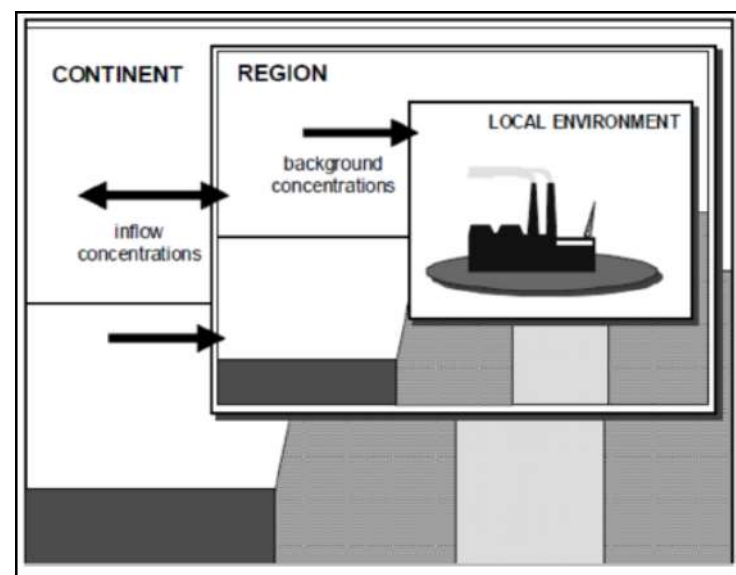 CONTINENT
REGION
LOCAL ENVIRONMENT
background
concentrations
inflow
concentrations